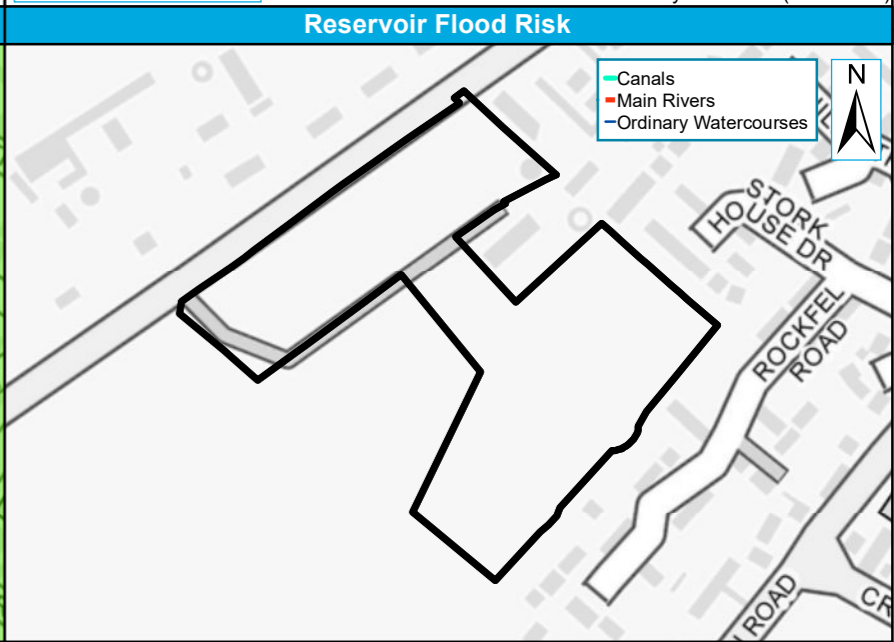 Reservoir Flood Risk
Canals
Main Rivers
Ordinary Watercourses
N
STORK
HOUSE DR
ROCKFEL
ROAD
ROAD
CR